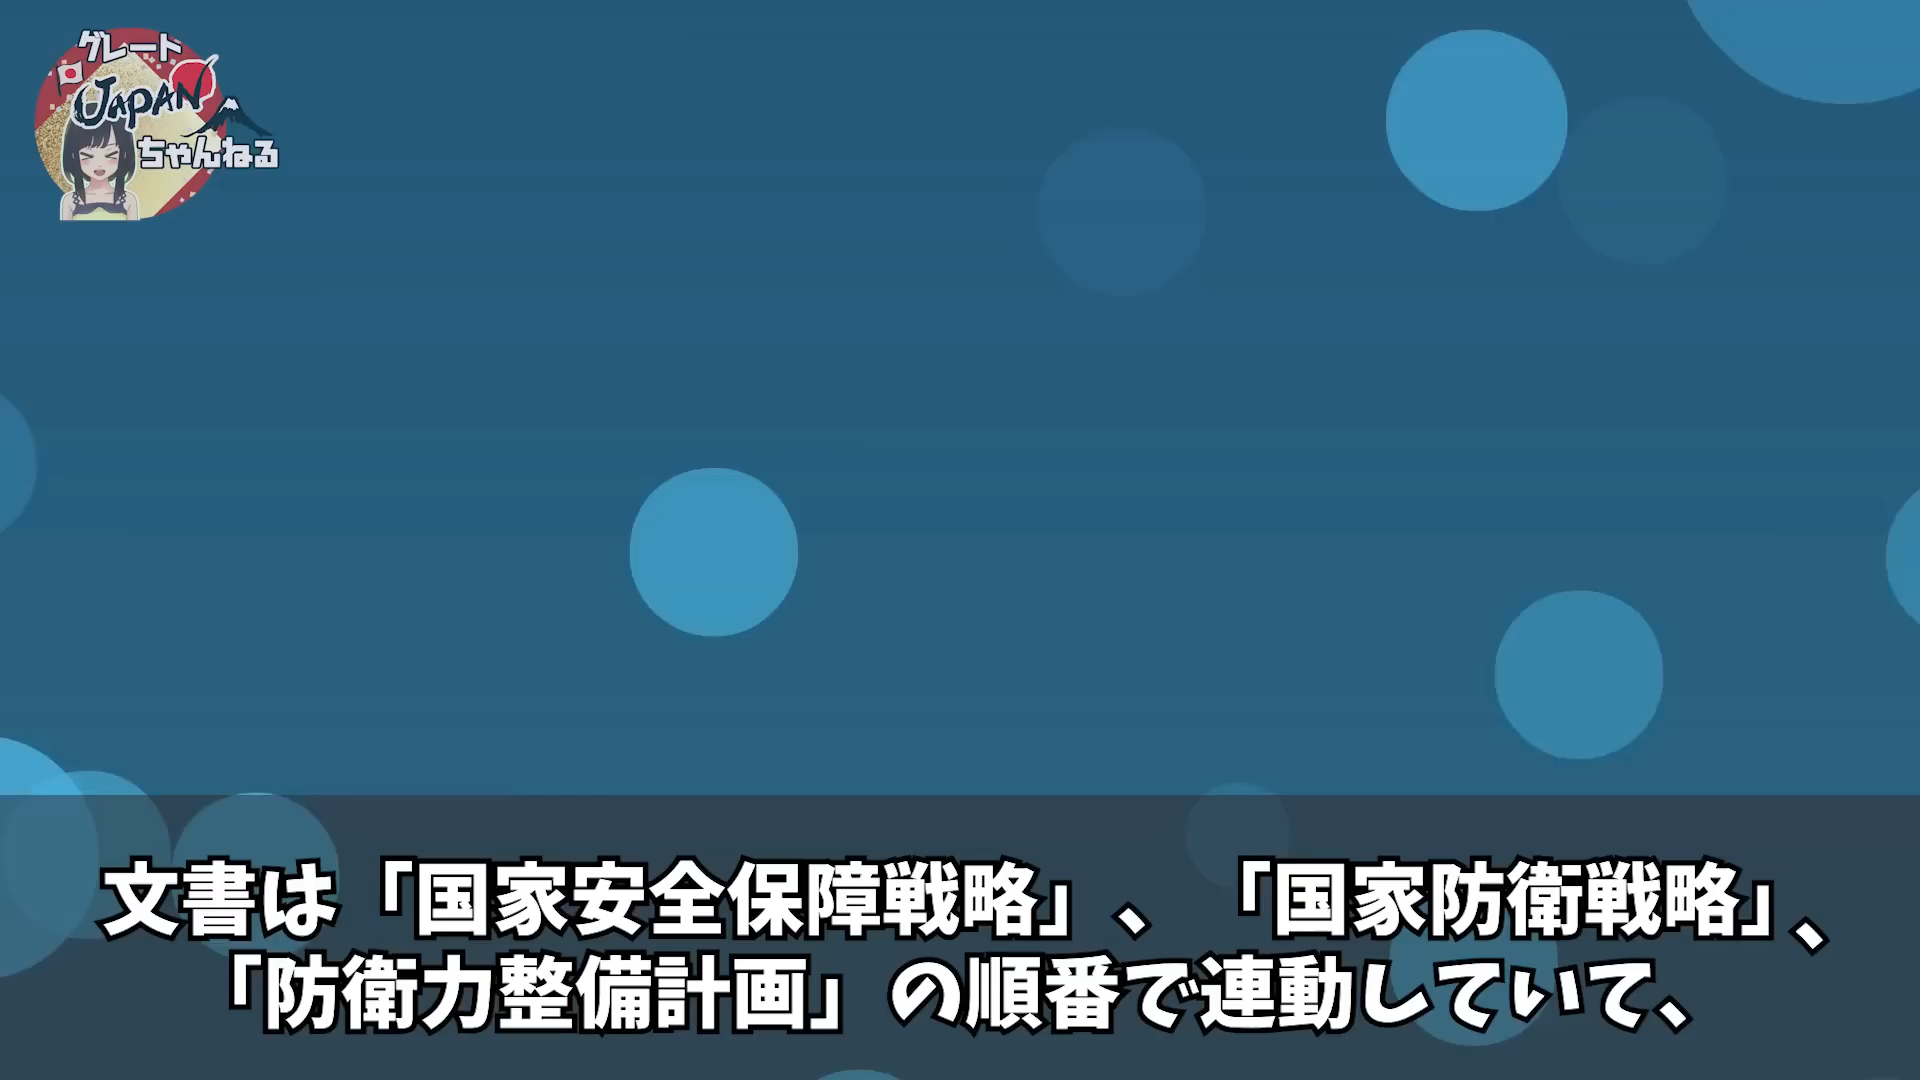 グレート
JAPAN
ちゃんねる
文書は「国家安全保障戦略」、「国家防衛戦略」、
「防衛力整備計画」の順番で連動していて、